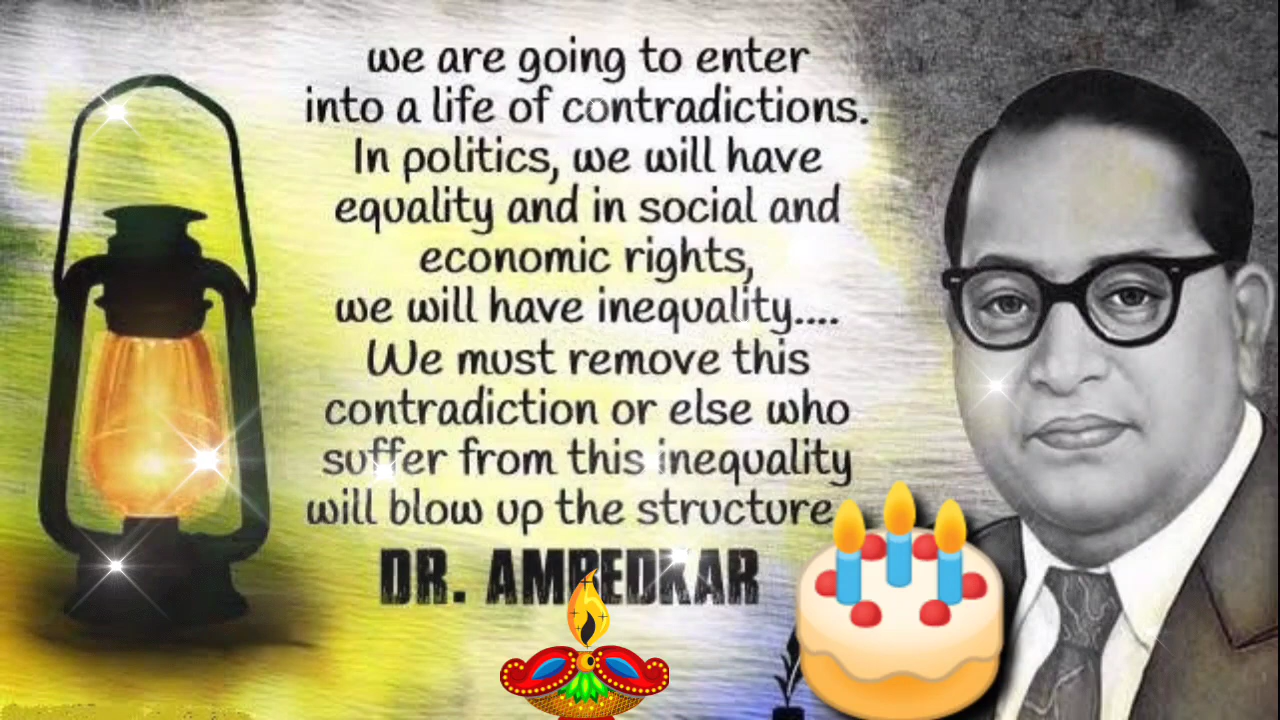 we are going to enter
into a life of contradictions.
In politics, we will have
equality and in social and
economic rights,
we will have inequality....
We must remove this
contradiction or else who
suffer from this inequality
will blow up the structure
DR. AMBEDKAR